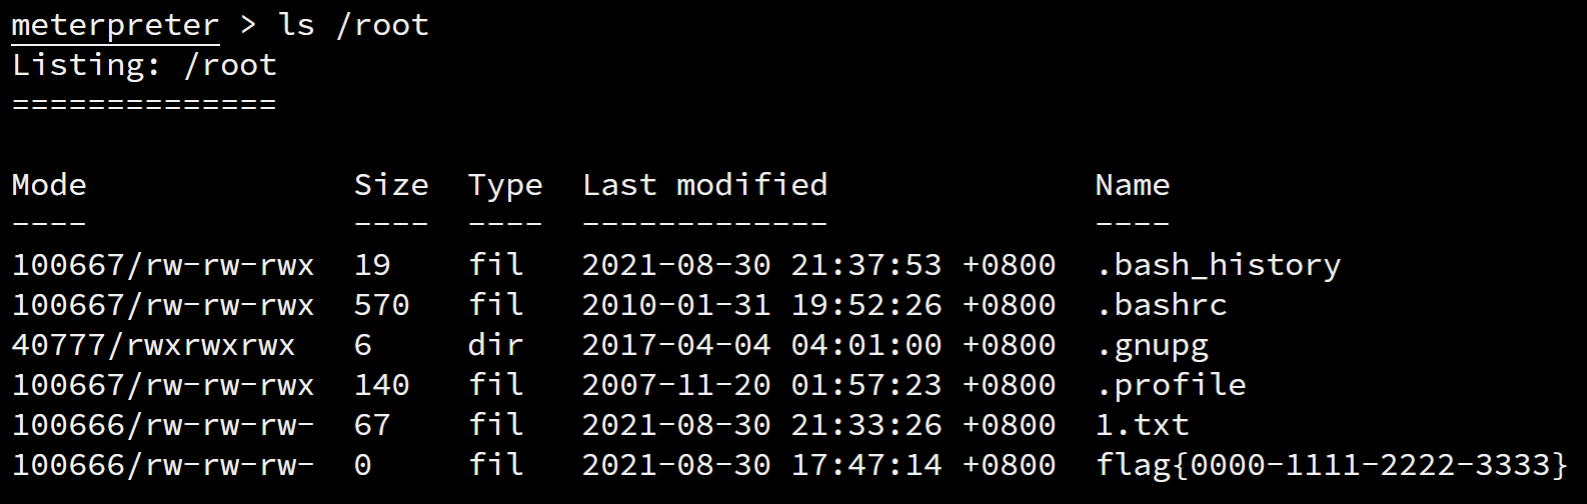 meterpreter > ls /root
Listing: /root
==============
Mode Size Type Last modified Name
---- ---- ---- ------------- ----
100667/rw-rw-rwx 19 fil 2021-08-30 21:37:53 +0800 .bash_history
100667/rw-rw-rwx 570 fil 2010-01-31 19:52:26 +0800 .bashrc
40777/rwxrwxrwx 6 dir 2017-04-04 04:01:00 +0800 .gnupg
100667/rw-rw-rwx 140 fil 2007-11-20 01:57:23 +0800 .profile
100666/rw-rw-rw- 67 fil 2021-08-30 21:33:26 +0800 1.txt
100666/rw-rw-rw- 0 fil 2021-08-30 17:47:14 +0800 flag{0000-1111-2222-3333}